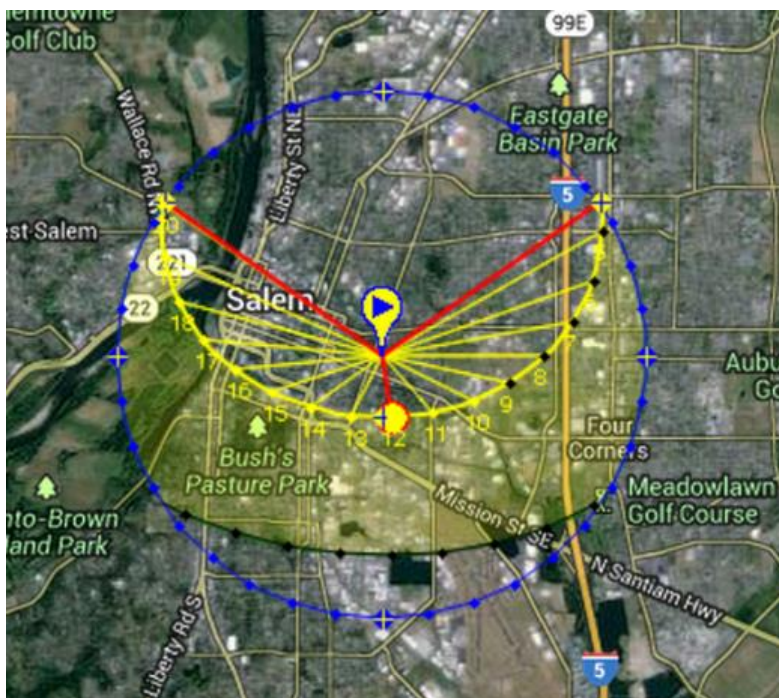 99E
Golf Club
Wallace Rd N
Liberty St NE
Eastgate
Basin Park
5
est Salem
221
22
Salem
18
17
16
15
14
13
12
11
10
9
8
7
Aubu
Go
Bush's
Pasture Park
Four
Corners
Mission St SE
Meadowlawn
Golf Course
nto-Brown
land Park
N Santiam Hwy
Liberty Rd S
5